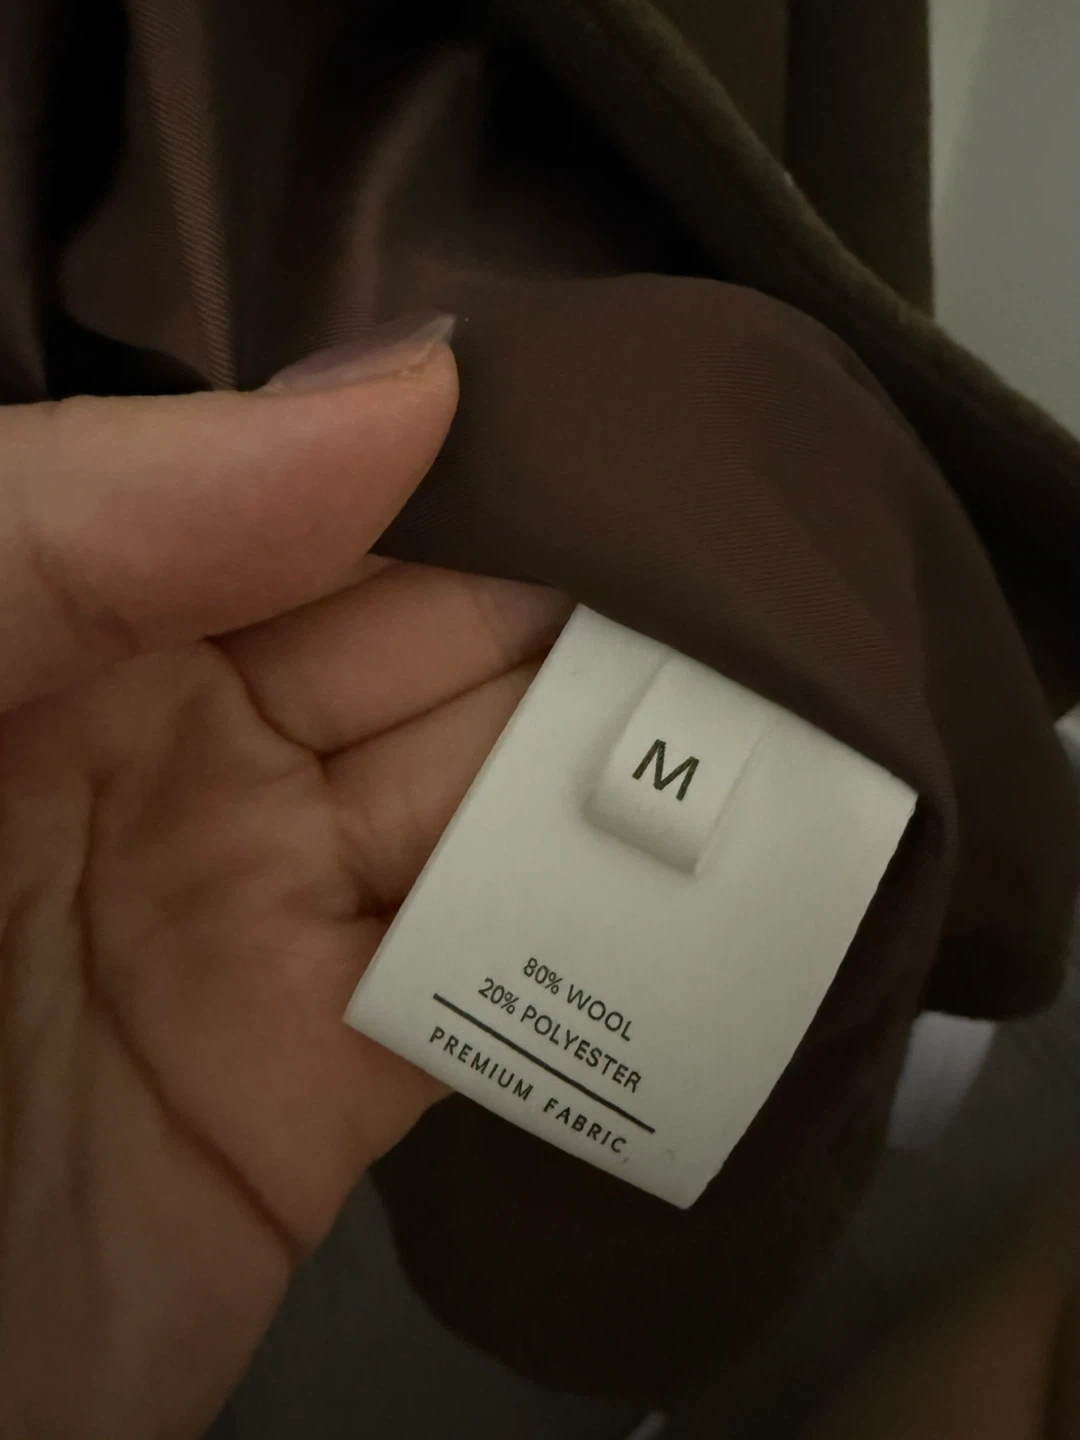 M
80% WOOL
20% POLYESTER
PREMIUM FABRIC